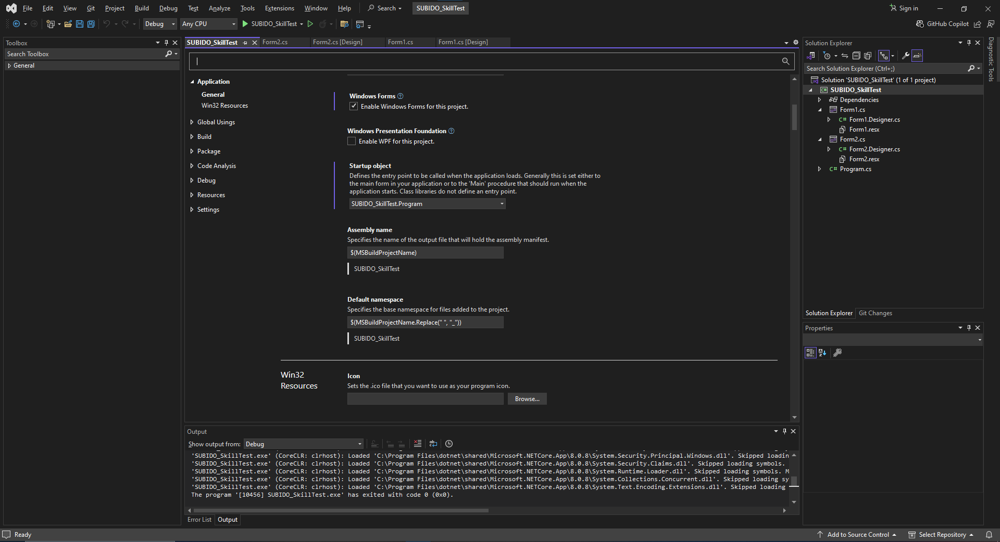 File Edit View Git Project Build Debug Test Analyze Tools Extensions Window Help Search SUBIDO_SkillTest Sign in
Debug Any CPU SUBIDO_SkillTest GitHub Copilot
Toolbox
Search Toolbox
General
SUBIDO_SkillTest Form2.cs Form2.cs [Design] Form1.cs Form1.cs [Design]
Application
General
Win32 Resources
Global Usings
Build
Package
Code Analysis
Debug
Resources
Settings
Windows Forms
Enable Windows Forms for this project.
Windows Presentation Foundation
Enable WPF for this project.
Startup object
Defines the entry point to be called when the application loads. Generally this is set either to
the main form in your application or to the 'Main' procedure that should run when the
application starts. Class libraries do not define an entry point.
SUBIDO_SkillTest.Program
Assembly name
Specifies the name of the output file that will hold the assembly manifest.
$(MSBuildProjectName)
SUBIDO_SkillTest
Default namespace
Specifies the base namespace for files added to the project.
$(MSBuildProjectName.Replace(" ", "_"))
SUBIDO_SkillTest
Win32
Resources
Icon
Sets the .ico file that you want to use as your program icon.
Browse...
Output
Show output from: Debug
'SUBIDO_SkillTest.exe' (CoreCLR: clrhost): Loaded 'C:\Program Files\dotnet\shared\Microsoft.NETCore.App\8.0.8\System.Security.Principal.Windows.dll'. Skipped loadin
'SUBIDO_SkillTest.exe' (CoreCLR: clrhost): Loaded 'C:\Program Files\dotnet\shared\Microsoft.NETCore.App\8.0.8\System.Security.Claims.dll'. Skipped loading symbols.
'SUBIDO_SkillTest.exe' (CoreCLR: clrhost): Loaded 'C:\Program Files\dotnet\shared\Microsoft.NETCore.App\8.0.8\System.Runtime.Loader.dll'. Skipped loading symbols. M
'SUBIDO_SkillTest.exe' (CoreCLR: clrhost): Loaded 'C:\Program Files\dotnet\shared\Microsoft.NETCore.App\8.0.8\System.Collections.Concurrent.dll'. Skipped loading sy
'SUBIDO_SkillTest.exe' (CoreCLR: clrhost): Loaded 'C:\Program Files\dotnet\shared\Microsoft.NETCore.App\8.0.8\System.Text.Encoding.Extensions.dll'. Skipped loading
The program '[10456] SUBIDO_SkillTest.exe' has exited with code 0 (0x0).
Error List Output
Solution Explorer
Search Solution Explorer (Ctrl+;)
Solution 'SUBIDO_SkillTest' (1 of 1 project)
C# SUBIDO_SkillTest
Dependencies
Form1.cs
C# Form1.Designer.cs
Form1.resx
Form2.cs
C# Form2.Designer.cs
Form2.resx
C# Program.cs
Solution Explorer Git Changes
Properties
Diagnostic Tools
Ready Add to Source Control Select Repository